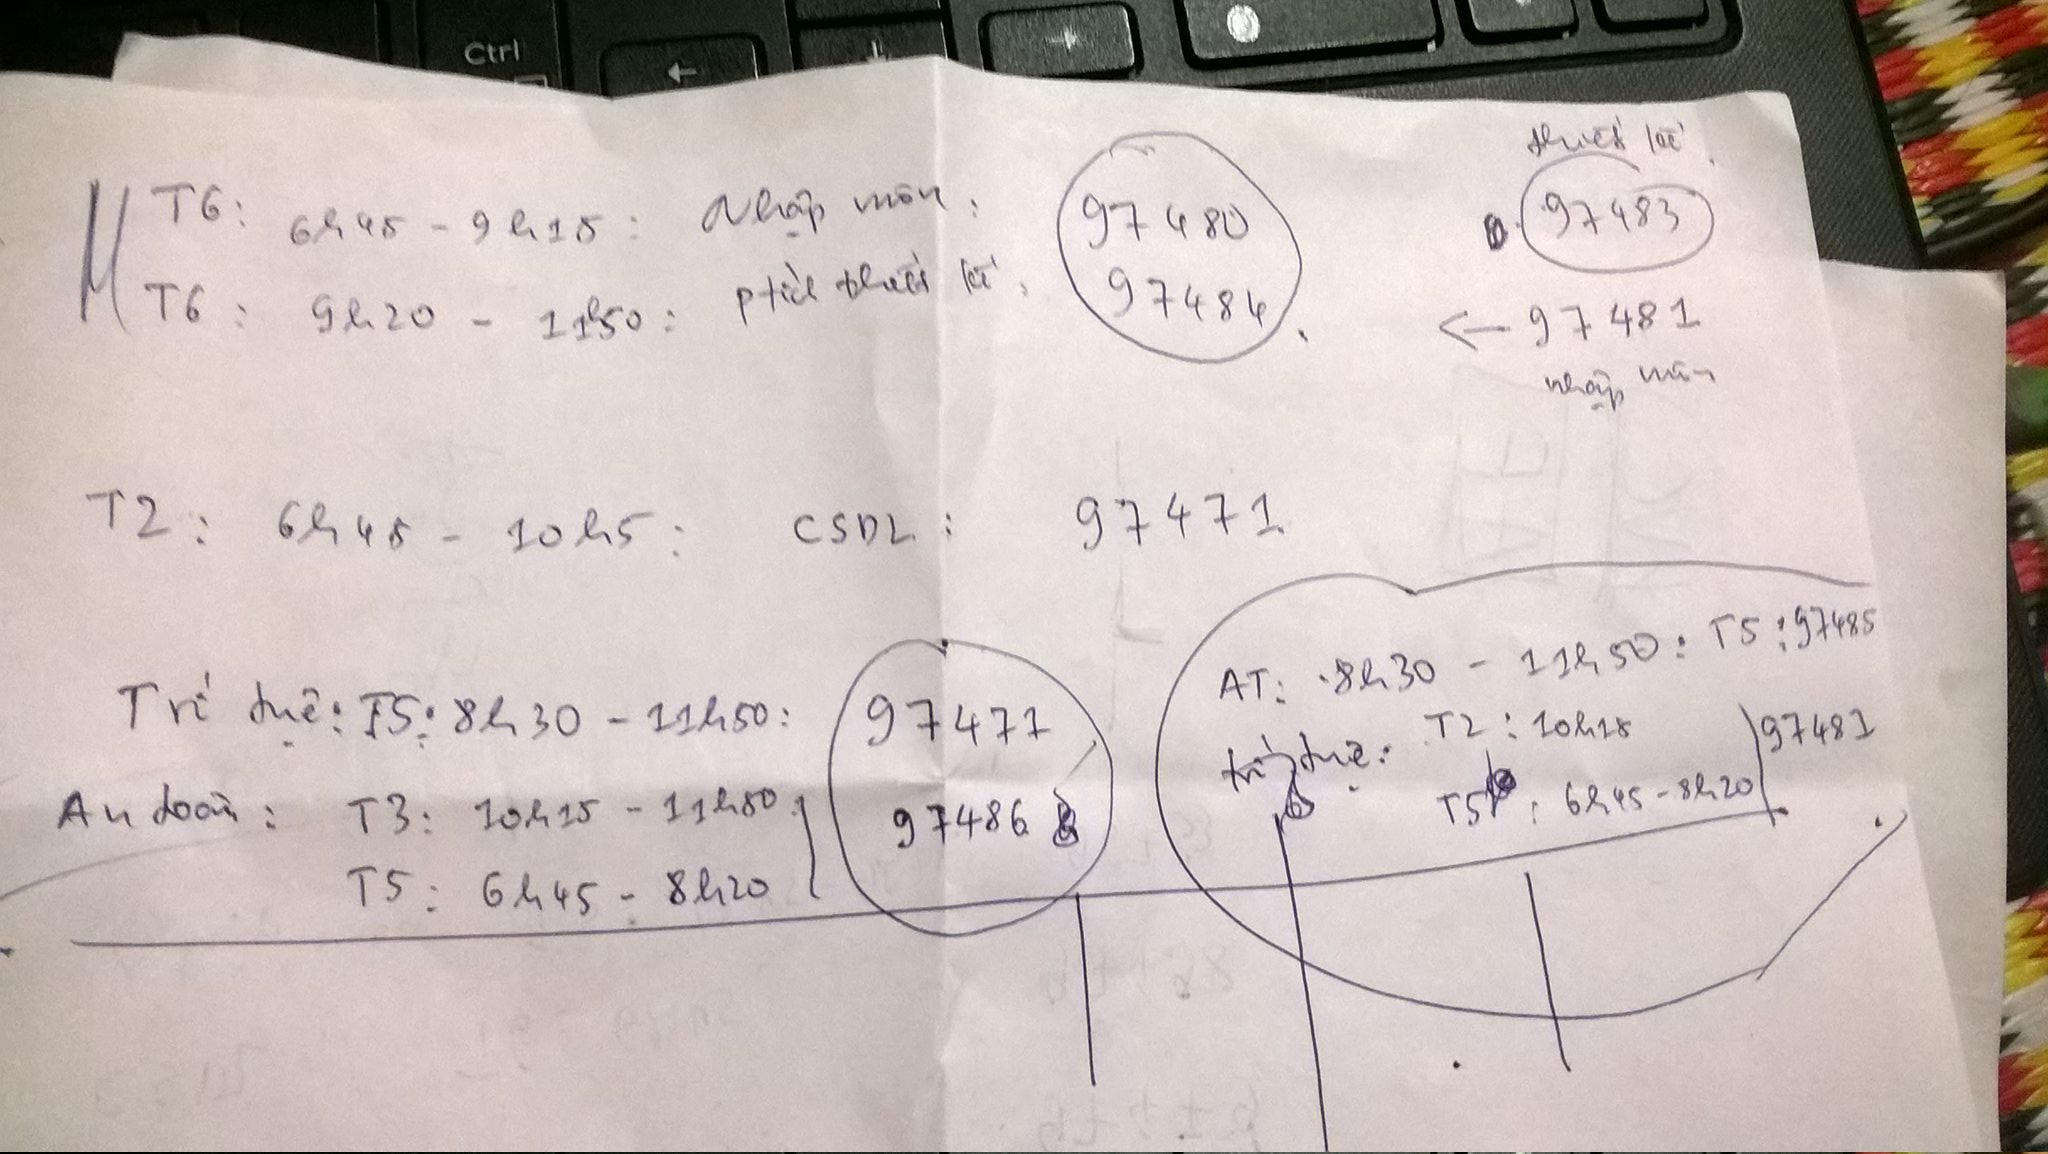 Ctrl
T6: 6h45 - 9h15: Nhập môn: 97480
T6: 9h20 - 11h50: ptích thiết kế: 97484
thiết kế
97483
← 97481
nhập môn
T2: 6h45 - 10h5: CSDL: 97471
Trí tuệ: T5: 8h30 - 11h50: 97477
An toàn: T3: 10h15 - 11h50 97486
T5: 6h45 - 8h20
AT: 8h30 - 11h50: T5: 97485
trí tuệ: T2: 10h15 97481
T5: 6h45 - 8h20